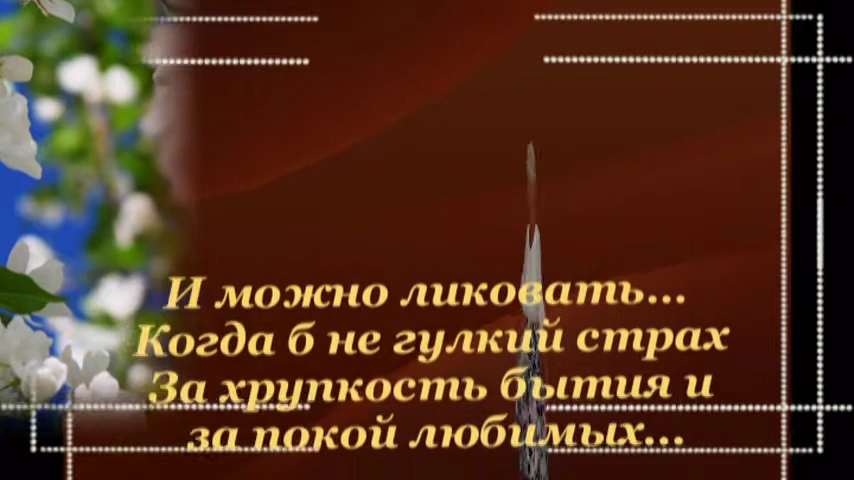 И можно ликовать...
Когда б не гулкий страх
За хрупкость бытия и
за покой любимых...